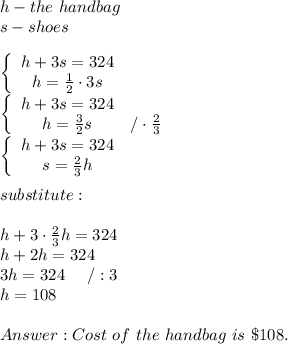 h - the handbag
s - shoes
{ h + 3s = 324
h = 1/2 · 3s
{ h + 3s = 324
h = 3/2 s / · 2/3
{ h + 3s = 324
s = 2/3 h
substitute :
h + 3 · 2/3 h = 324
h + 2h = 324
3h = 324 / : 3
h = 108
Answer : Cost of the handbag is $108.